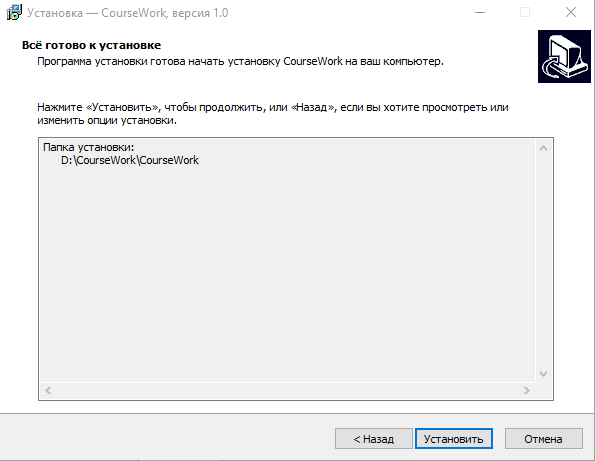 Установка — CourseWork, версия 1.0
Всё готово к установке
Программа установки готова начать установку CourseWork на ваш компьютер.
Нажмите «Установить», чтобы продолжить, или «Назад», если вы хотите просмотреть или
изменить опции установки.
Папка установки:
D:\CourseWork\CourseWork
< Назад
Установить
Отмена